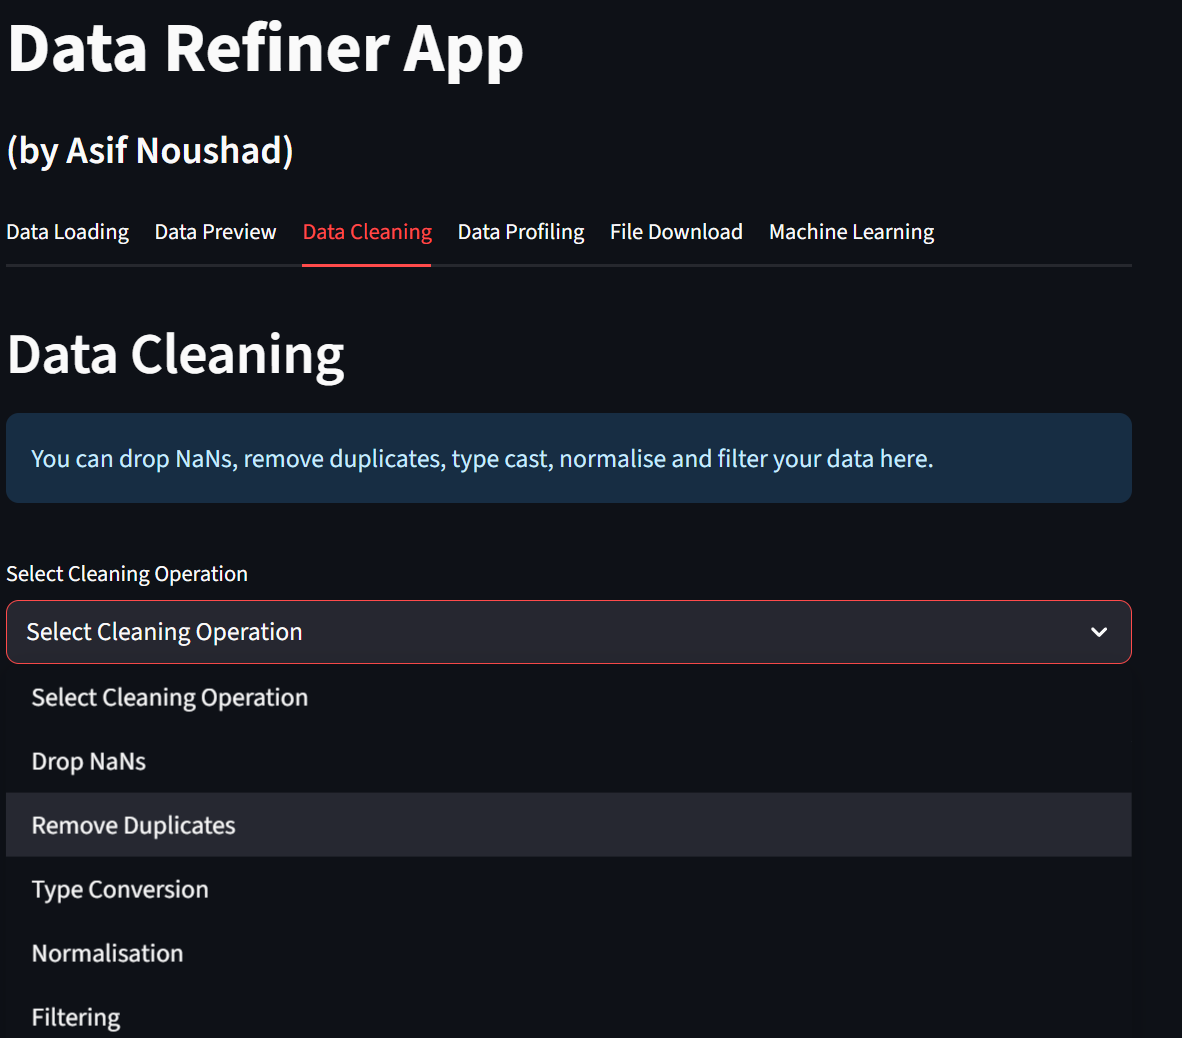 Data Refiner App
(by Asif Noushad)
Data Loading Data Preview Data Cleaning Data Profiling File Download Machine Learning
Data Cleaning
You can drop NaNs, remove duplicates, type cast, normalise and filter your data here.
Select Cleaning Operation
Select Cleaning Operation
Select Cleaning Operation
Drop NaNs
Remove Duplicates
Type Conversion
Normalisation
Filtering